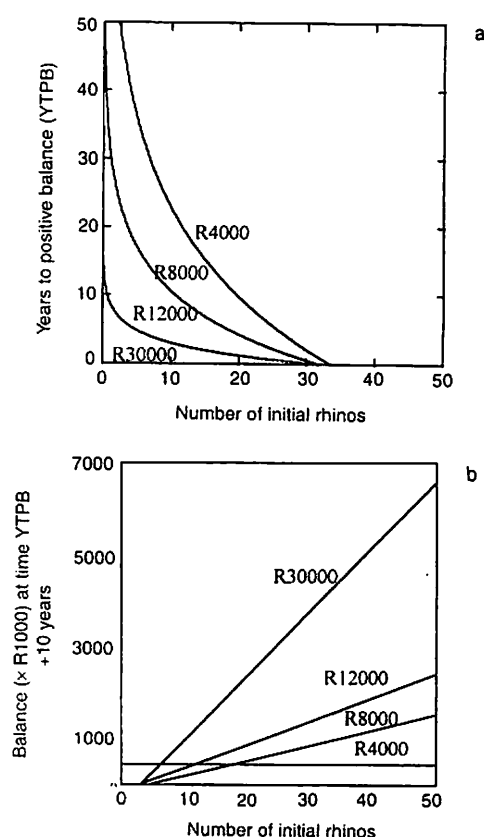 a
50
40
30
20
10
0
Years to positive balance (YTPB)
R4000
R8000
R12000
R30000
0 10 20 30 40 50
Number of initial rhinos
b
7000
5000
3000
1000
Balance (× R1000) at time YTPB
+10 years
R30000
R12000
R8000
R4000
0 10 20 30 40 50
Number of initial rhinos